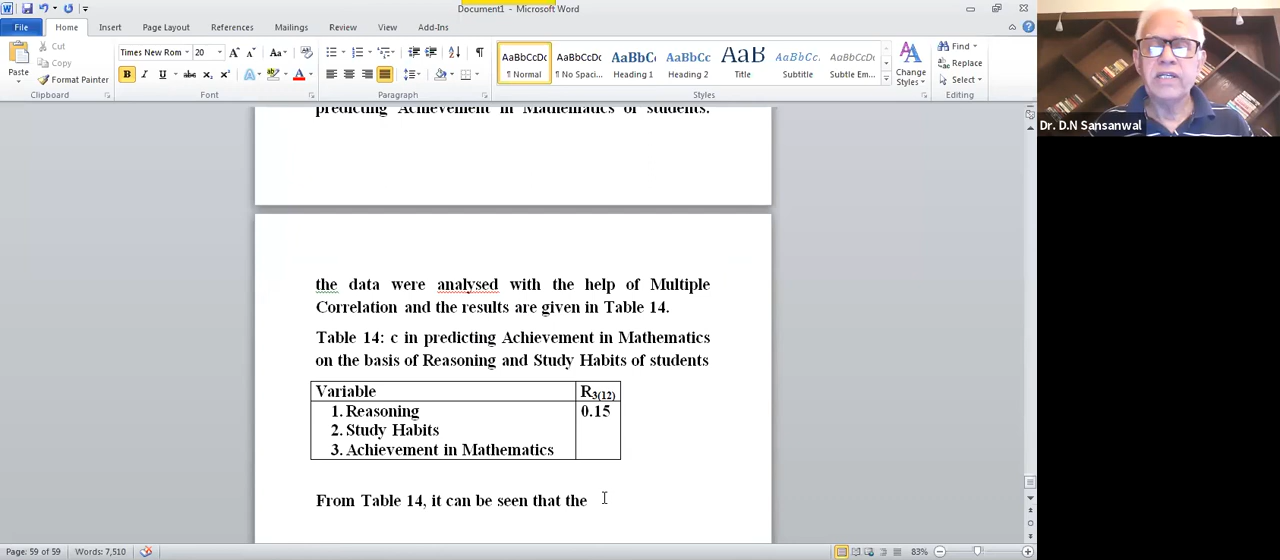 Document1 - Microsoft Word
File Home Insert Page Layout References Mailings Review View Add-Ins
Cut
Copy
Format Painter
Paste
Clipboard
Times New Rom 20
Font
Paragraph
AaBbCcDc AaBbCcDc AaBbCc AaBbCc AaB AaBbCc. AaBbCcDc
¶ Normal ¶ No Spaci... Heading 1 Heading 2 Title Subtitle Subtle Em...
Styles
Change Styles
Find
Replace
Select
Editing
Dr. D.N Sansanwal
predicting Achievement in Mathematics of students.
the data were analysed with the help of Multiple
Correlation and the results are given in Table 14.
Table 14: c in predicting Achievement in Mathematics
on the basis of Reasoning and Study Habits of students
Variable R3(12)
1. Reasoning 0.15
2. Study Habits
3. Achievement in Mathematics
From Table 14, it can be seen that the
Page: 59 of 59 Words: 7,510 83%